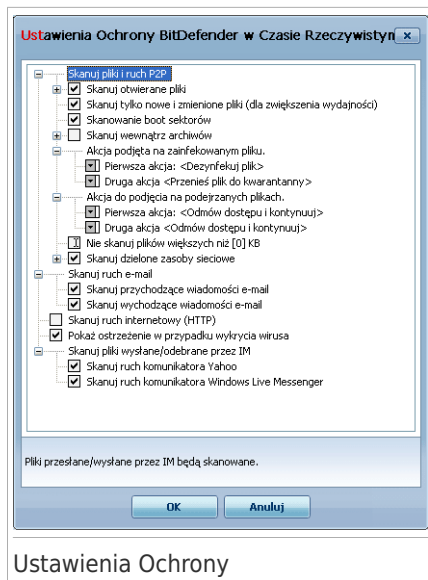 Ustawienia Ochrony BitDefender w Czasie Rzeczywistym
Skanuj pliki i ruch P2P
Skanuj otwierane pliki
Skanuj tylko nowe i zmienione pliki (dla zwiększenia wydajności)
Skanowanie boot sektorów
Skanuj wewnątrz archiwów
Akcja podjęta na zainfekowanym pliku.
Pierwsza akcja: <Dezynfekuj plik>
Druga akcja <Przenieś plik do kwarantanny>
Akcja do podjęcia na podejrzanych plikach.
Pierwsza akcja: <Odmów dostępu i kontynuuj>
Druga akcja <Odmów dostępu i kontynuuj>
Nie skanuj plików większych niż [0] KB
Skanuj dzielone zasoby sieciowe
Skanuj ruch e-mail
Skanuj przychodzące wiadomości e-mail
Skanuj wychodzące wiadomości e-mail
Skanuj ruch internetowy (HTTP)
Pokaż ostrzeżenie w przypadku wykrycia wirusa
Skanuj pliki wysłane/odebrane przez IM
Skanuj ruch komunikatora Yahoo
Skanuj ruch komunikatora Windows Live Messenger
Pliki przesłane/wysłane przez IM będą skanowane.
OK Anuluj
Ustawienia Ochrony